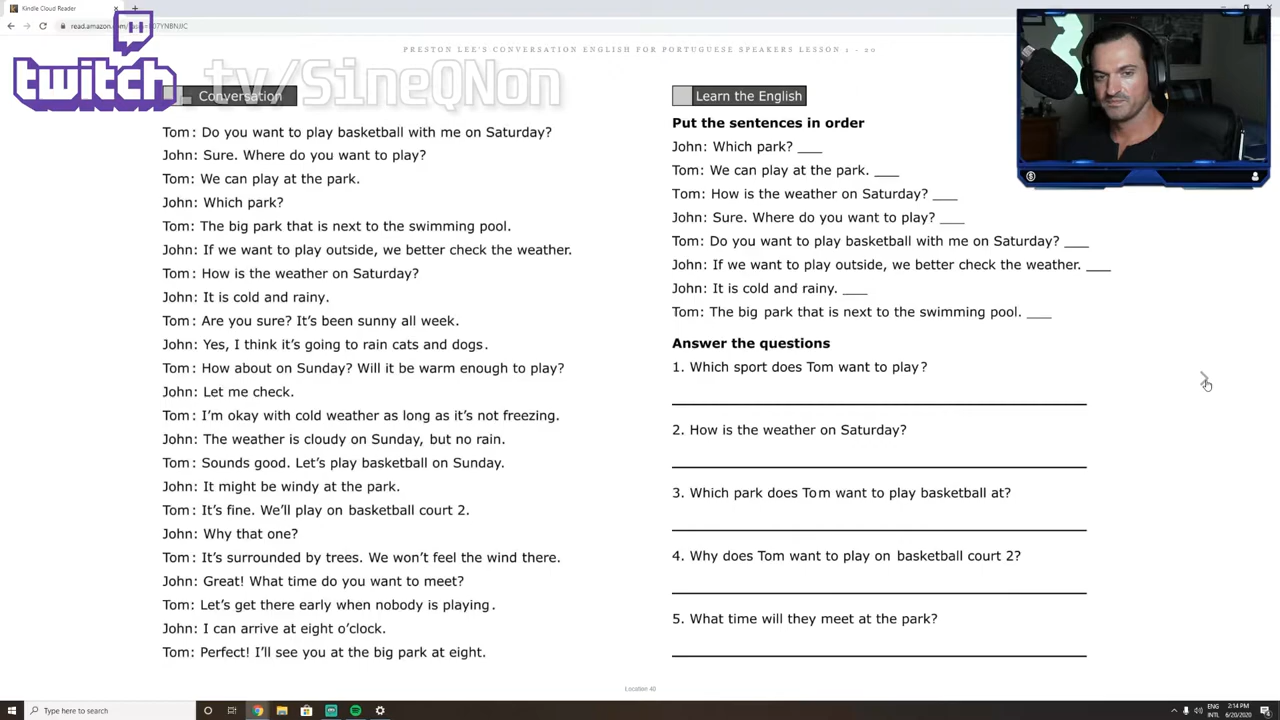 Kindle Cloud Reader
read.amazon.com/
twitch.tv/SineQNon
PRESTON LEE'S CONVERSATION ENGLISH FOR PORTUGUESE SPEAKERS LESSON 1 - 20
Conversation
Tom: Do you want to play basketball with me on Saturday?
John: Sure. Where do you want to play?
Tom: We can play at the park.
John: Which park?
Tom: The big park that is next to the swimming pool.
John: If we want to play outside, we better check the weather.
Tom: How is the weather on Saturday?
John: It is cold and rainy.
Tom: Are you sure? It's been sunny all week.
John: Yes, I think it's going to rain cats and dogs.
Tom: How about on Sunday? Will it be warm enough to play?
John: Let me check.
Tom: I'm okay with cold weather as long as it's not freezing.
John: The weather is cloudy on Sunday, but no rain.
Tom: Sounds good. Let's play basketball on Sunday.
John: It might be windy at the park.
Tom: It's fine. We'll play on basketball court 2.
John: Why that one?
Tom: It's surrounded by trees. We won't feel the wind there.
John: Great! What time do you want to meet?
Tom: Let's get there early when nobody is playing.
John: I can arrive at eight o'clock.
Tom: Perfect! I'll see you at the big park at eight.
Learn the English
Put the sentences in order
John: Which park? ___
Tom: We can play at the park. ___
Tom: How is the weather on Saturday? ___
John: Sure. Where do you want to play? ___
Tom: Do you want to play basketball with me on Saturday? ___
John: If we want to play outside, we better check the weather. ___
John: It is cold and rainy. ___
Tom: The big park that is next to the swimming pool. ___
Answer the questions
1. Which sport does Tom want to play?
2. How is the weather on Saturday?
3. Which park does Tom want to play basketball at?
4. Why does Tom want to play on basketball court 2?
5. What time will they meet at the park?
Location 40
Type here to search
ENG
INTL
2:14 PM
6/20/2020